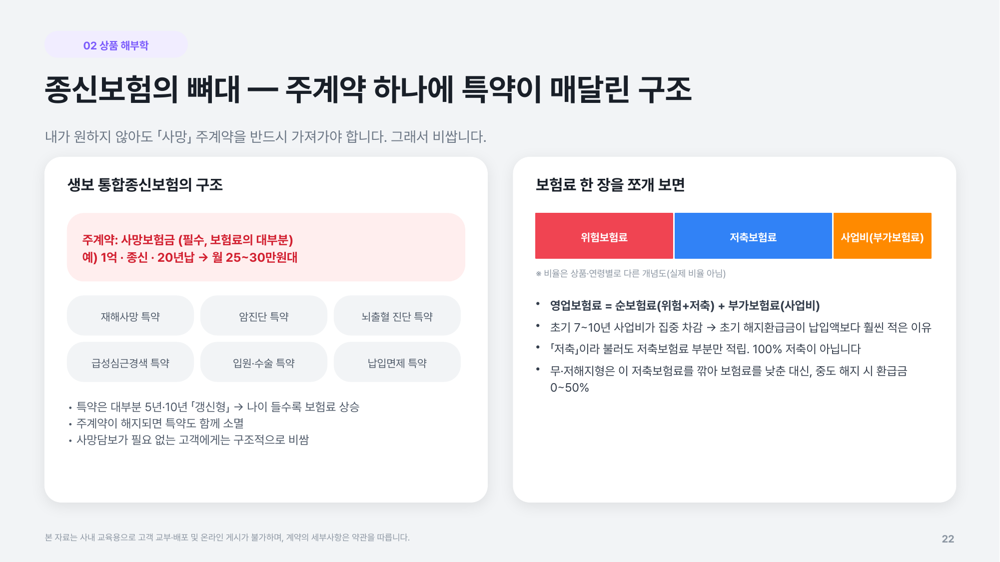 02 상품 해부학
종신보험의 뼈대 — 주계약 하나에 특약이 매달린 구조
내가 원하지 않아도 「사망」 주계약을 반드시 가져가야 합니다. 그래서 비쌉니다.
생보 통합종신보험의 구조
주계약: 사망보험금 (필수, 보험료의 대부분)
예) 1억 · 종신 · 20년납 → 월 25~30만원대
재해사망 특약
암진단 특약
뇌출혈 진단 특약
급성심근경색 특약
입원·수술 특약
납입면제 특약
• 특약은 대부분 5년·10년 「갱신형」 → 나이 들수록 보험료 상승
• 주계약이 해지되면 특약도 함께 소멸
• 사망담보가 필요 없는 고객에게는 구조적으로 비쌈
보험료 한 장을 쪼개 보면
위험보험료
저축보험료
사업비(부가보험료)
※ 비율은 상품·연령별로 다른 개념도(실제 비율 아님)
• 영업보험료 = 순보험료(위험+저축) + 부가보험료(사업비)
• 초기 7~10년 사업비가 집중 차감 → 초기 해지환급금이 납입액보다 훨씬 적은 이유
• 「저축」이라 불러도 저축보험료 부분만 적립. 100% 저축이 아닙니다
• 무·저해지형은 이 저축보험료를 깎아 보험료를 낮춘 대신, 중도 해지 시 환급금
0~50%
본 자료는 사내 교육용으로 고객 교부·배포 및 온라인 게시가 불가하며, 계약의 세부사항은 약관을 따릅니다.
22